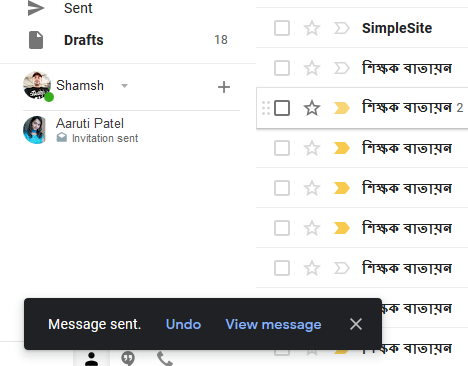 Sent
Drafts 18
Shamsh
Aaruti Patel
Invitation sent
SimpleSite
শিক্ষক বাতায়ন
শিক্ষক বাতায়ন 2
শিক্ষক বাতায়ন
শিক্ষক বাতায়ন
শিক্ষক বাতায়ন
শিক্ষক বাতায়ন
শিক্ষক বাতায়ন
শিক্ষক বাতায়ন
Message sent. Undo View message